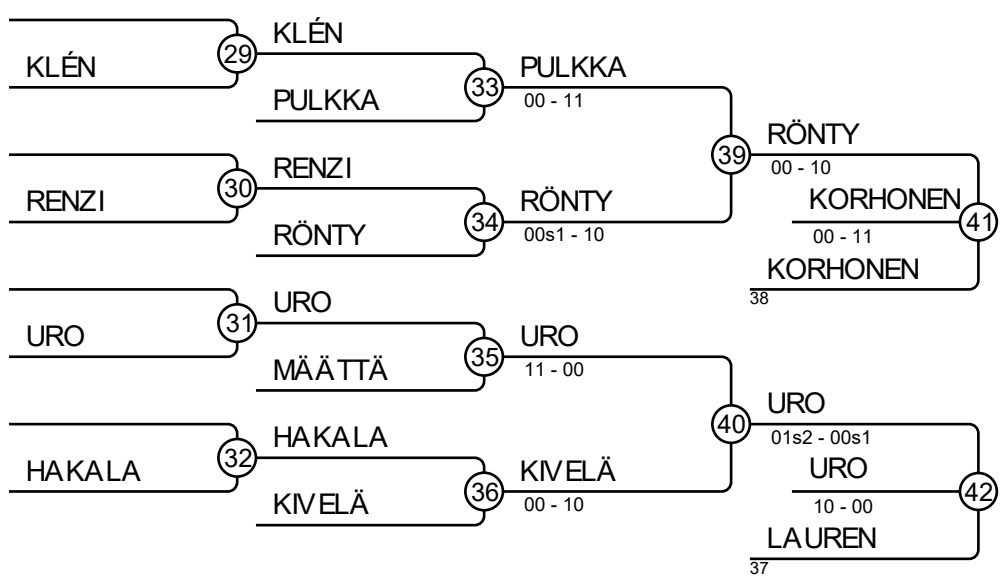 KLÉN
29
KLÉN
PULKKA
33
PULKKA
00 - 11
RENZI
30
RENZI
RÖNTY
34
RÖNTY
00s1 - 10
39
RÖNTY
00 - 10
KORHONEN
00 - 11
41
KORHONEN
38
URO
31
URO
MÄÄTTÄ
35
URO
11 - 00
HAKALA
32
HAKALA
KIVELÄ
36
KIVELÄ
00 - 10
40
URO
01s2 - 00s1
URO
10 - 00
42
LAUREN
37